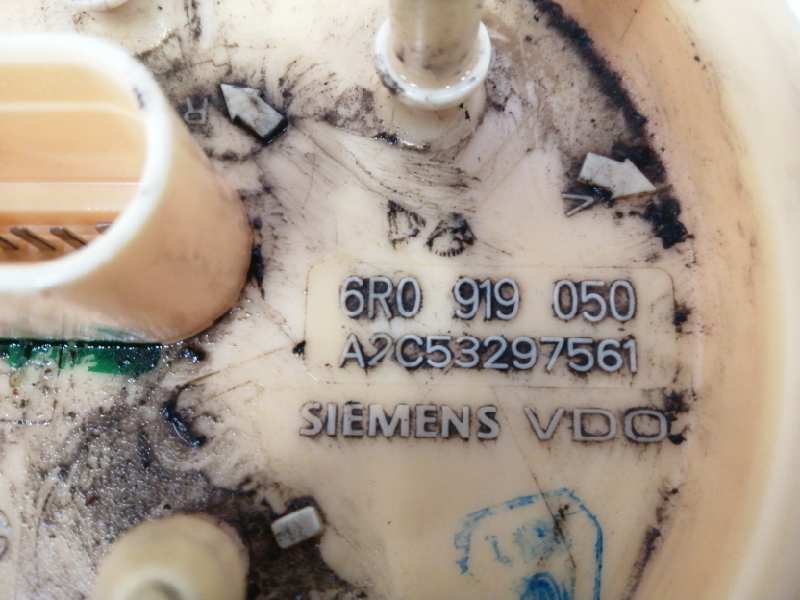 R
V
6R0 919 050
A2C53297561
SIEMENS VDO